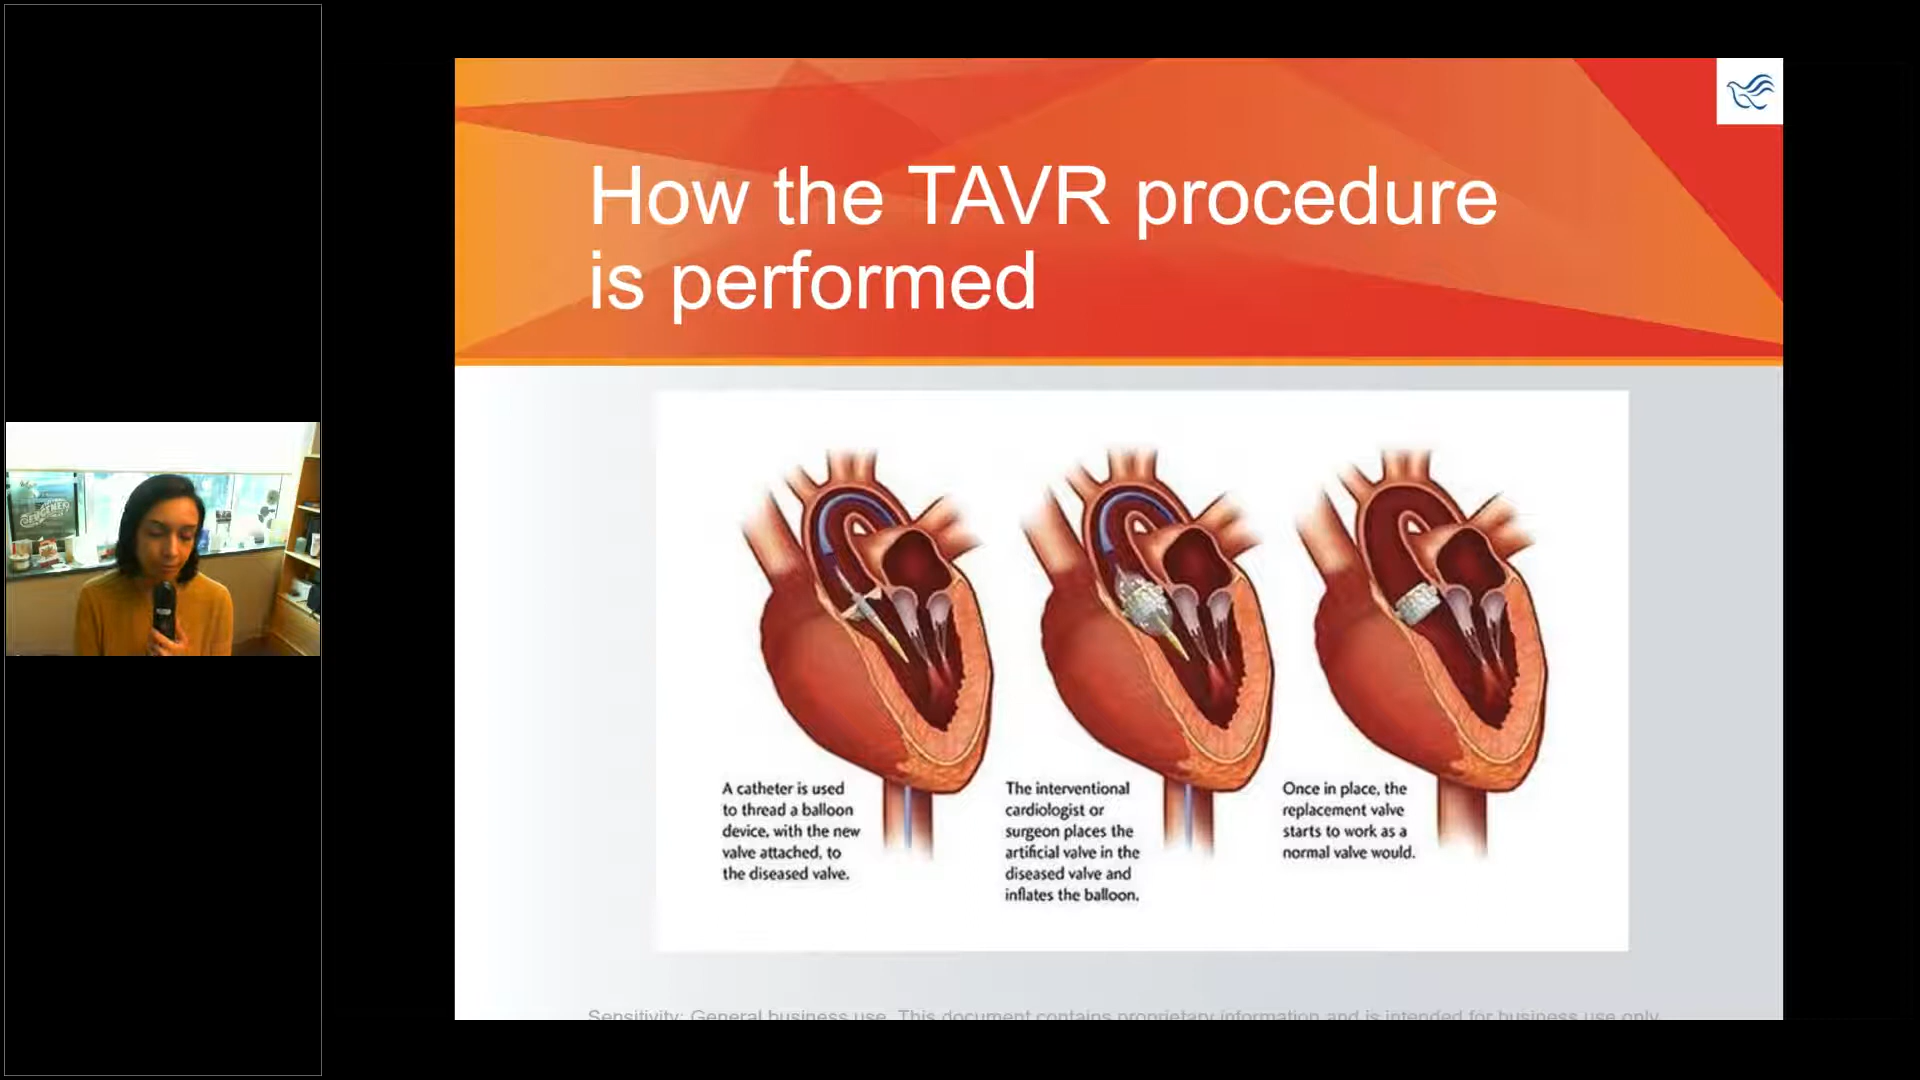 How the TAVR procedure
is performed
A catheter is used
to thread a balloon
device, with the new
valve attached, to
the diseased valve.
The interventional
cardiologist or
surgeon places the
artificial valve in the
diseased valve and
inflates the balloon.
Once in place, the
replacement valve
starts to work as a
normal valve would.
Sensitivity: General business use. This document contains proprietary information and is intended for business use only